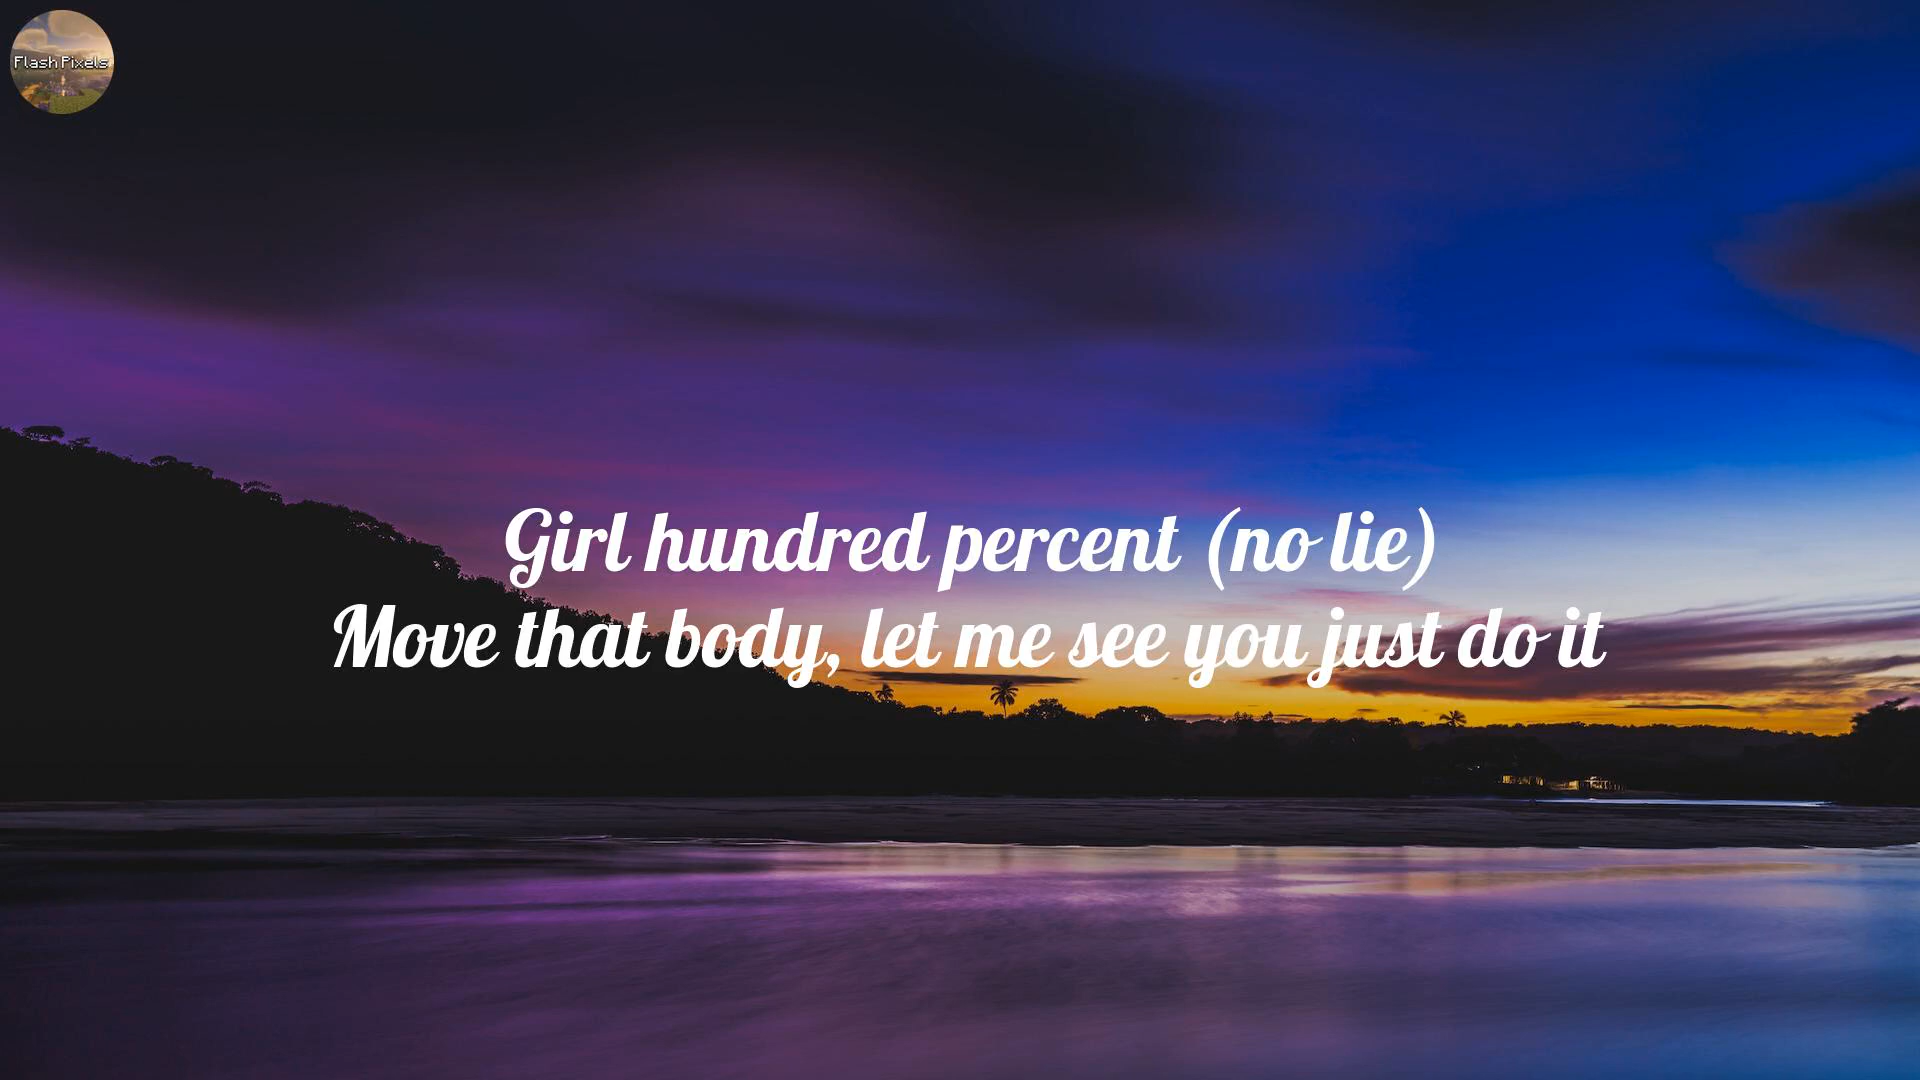 Flash Pixels
Girl hundred percent (no lie)
Move that body, let me see you just do it